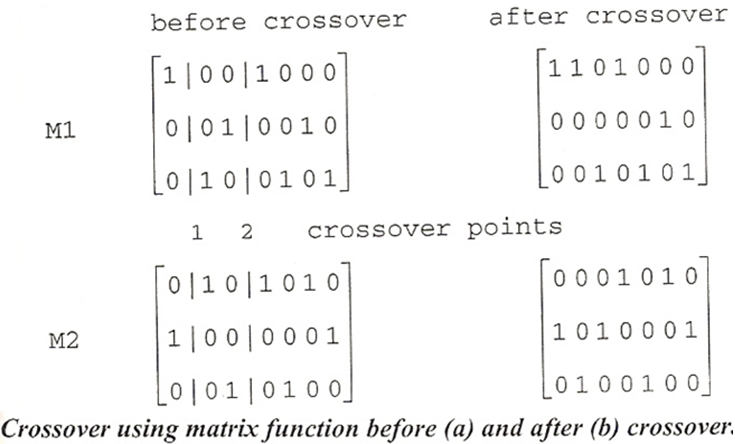 before crossover after crossover
1|00|1000 1101000
M1 0|01|0010 0000010
0|10|0101 0010101
1 2 crossover points
0|10|1010 0001010
M2 1|00|0001 1010001
0|01|0100 0100100
Crossover using matrix function before (a) and after (b) crossover.